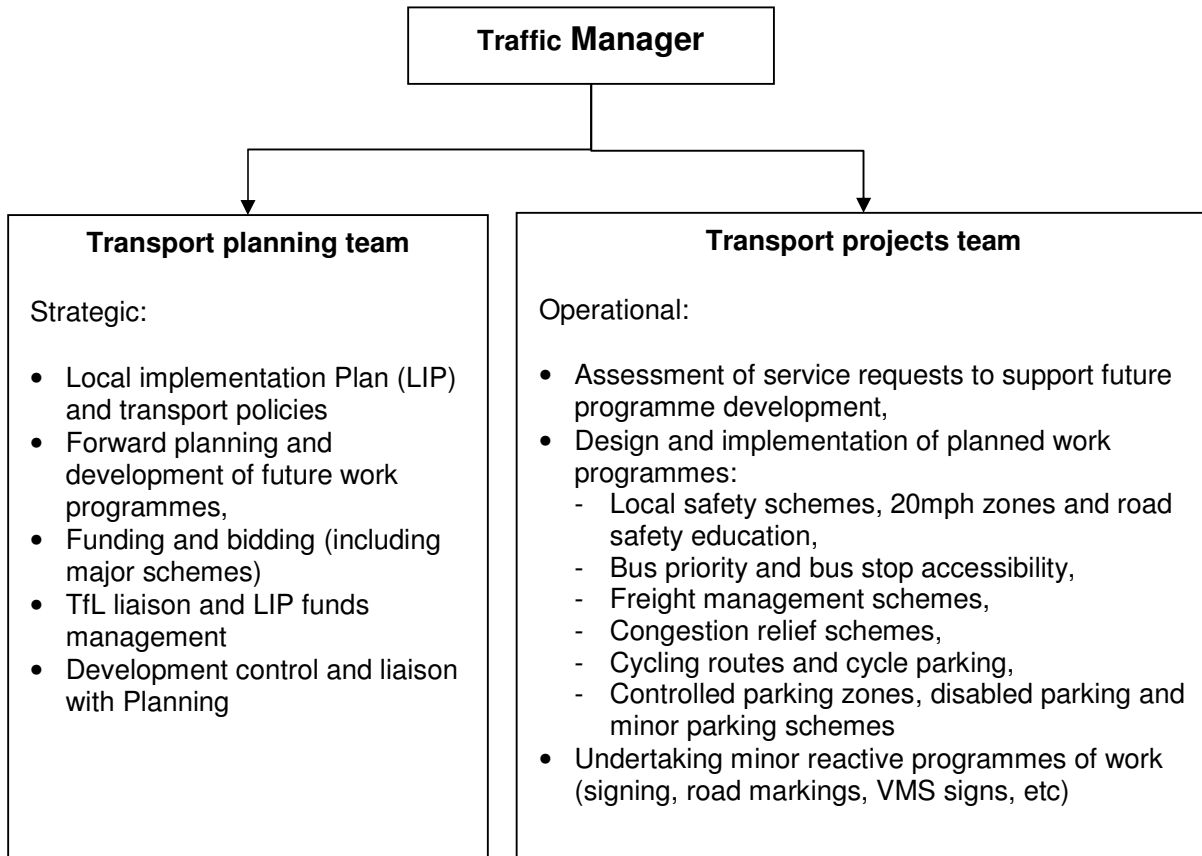 Traffic Manager
Transport planning team
Strategic:
• Local implementation Plan (LIP)
and transport policies
• Forward planning and
development of future work
programmes,
• Funding and bidding (including
major schemes)
• TfL liaison and LIP funds
management
• Development control and liaison
with Planning
Transport projects team
Operational:
• Assessment of service requests to support future
programme development,
• Design and implementation of planned work
programmes:
- Local safety schemes, 20mph zones and road
safety education,
- Bus priority and bus stop accessibility,
- Freight management schemes,
- Congestion relief schemes,
- Cycling routes and cycle parking,
- Controlled parking zones, disabled parking and
minor parking schemes
• Undertaking minor reactive programmes of work
(signing, road markings, VMS signs, etc)